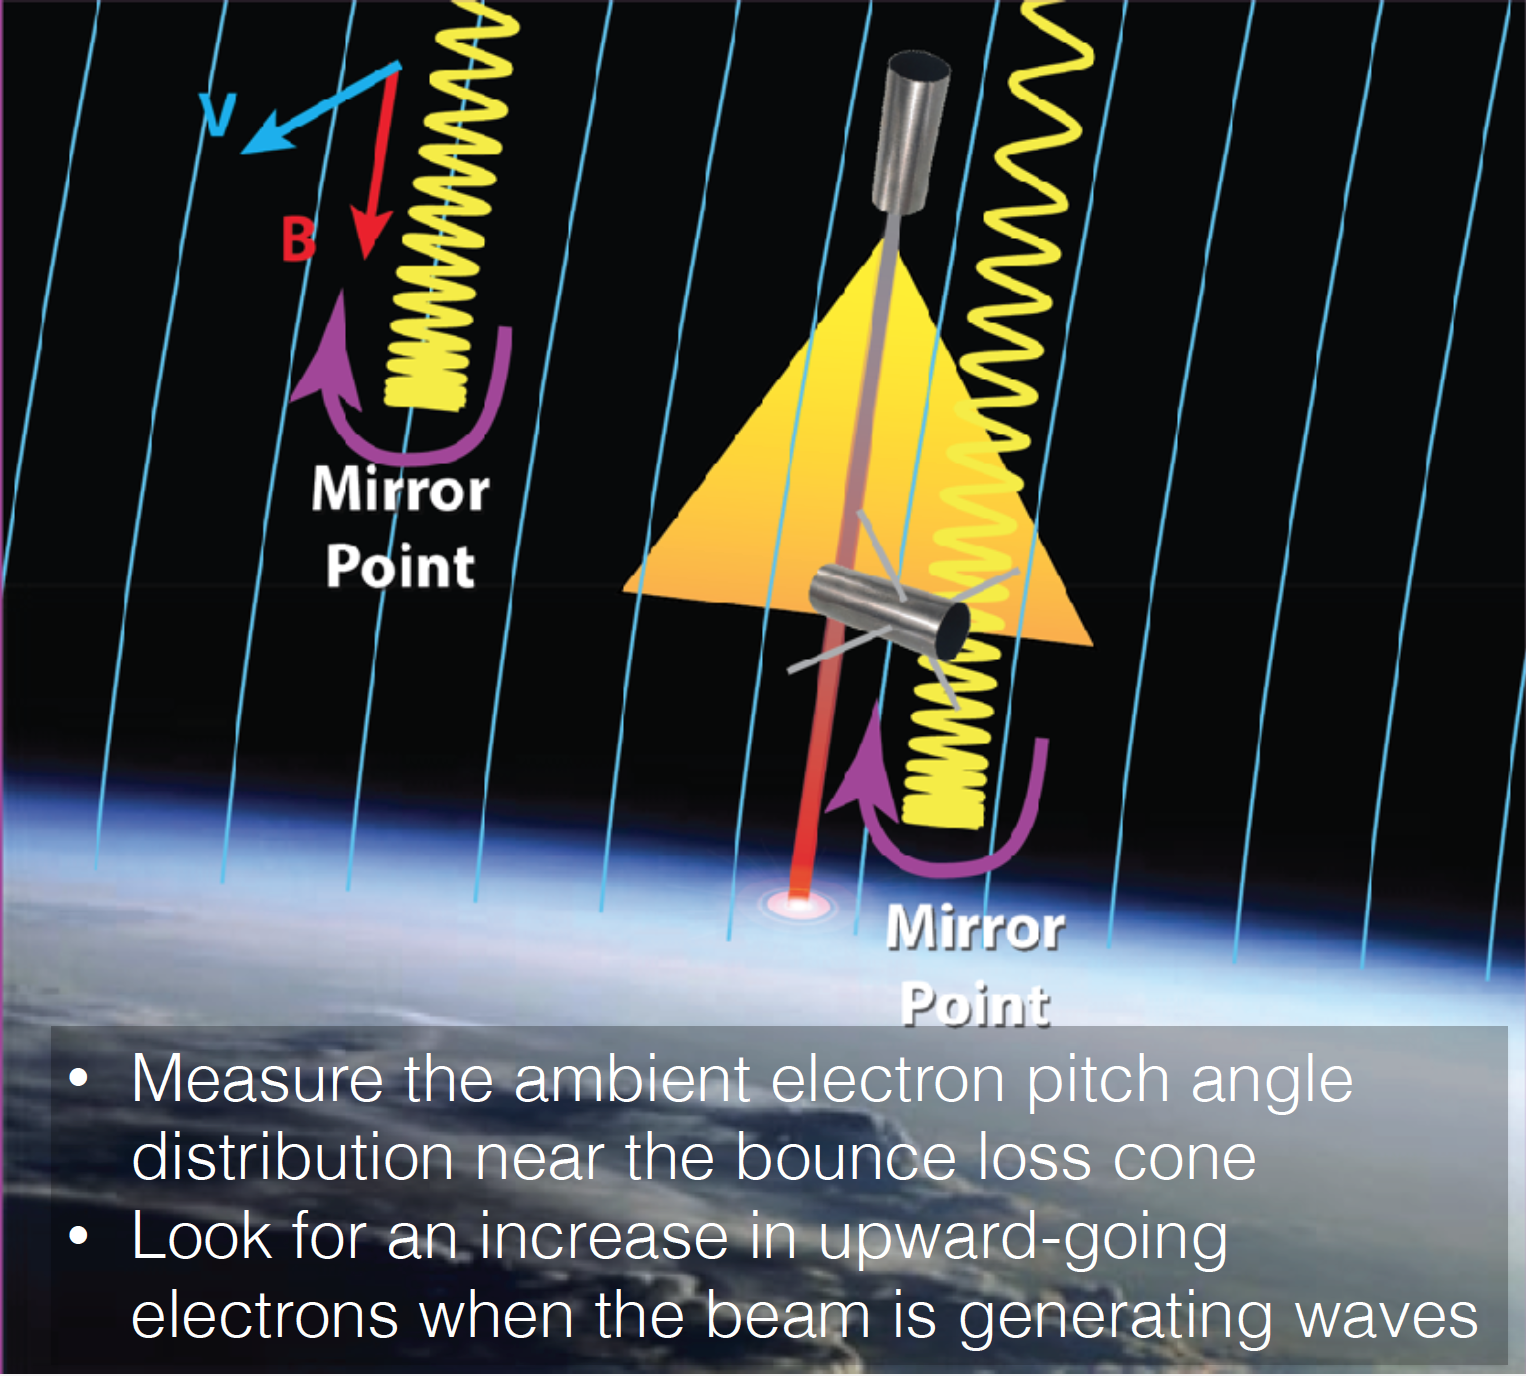 V
B
Mirror
Point
Mirror
Point
• Measure the ambient electron pitch angle
distribution near the bounce loss cone
• Look for an increase in upward-going
electrons when the beam is generating waves